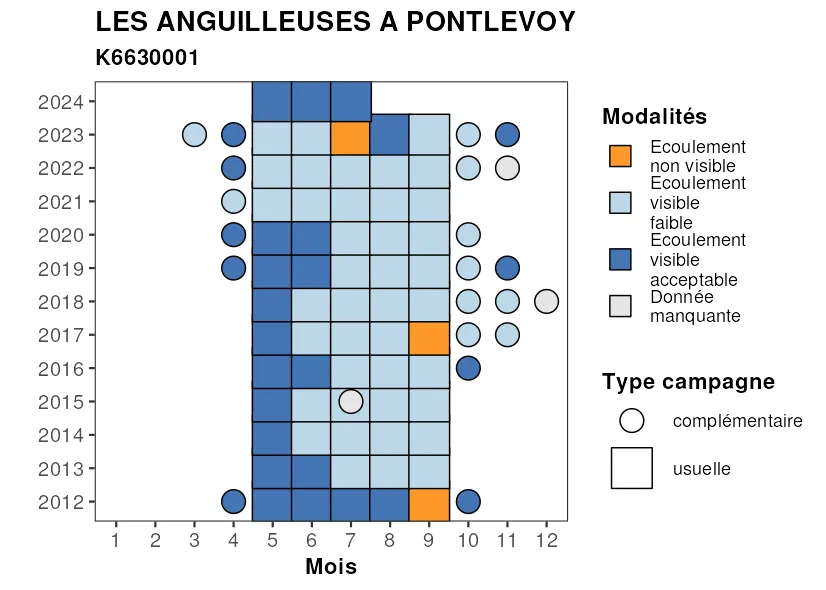 LES ANGUILLEUSES A PONTLEVOY
K6630001
2024
2023
2022
2021
2020
2019
2018
2017
2016
2015
2014
2013
2012
1 2 3 4 5 6 7 8 9 10 11 12
Mois
Modalités
Ecoulement
non visible
Ecoulement
visible
faible
Ecoulement
visible
acceptable
Donnée
manquante
Type campagne
complémentaire
usuelle